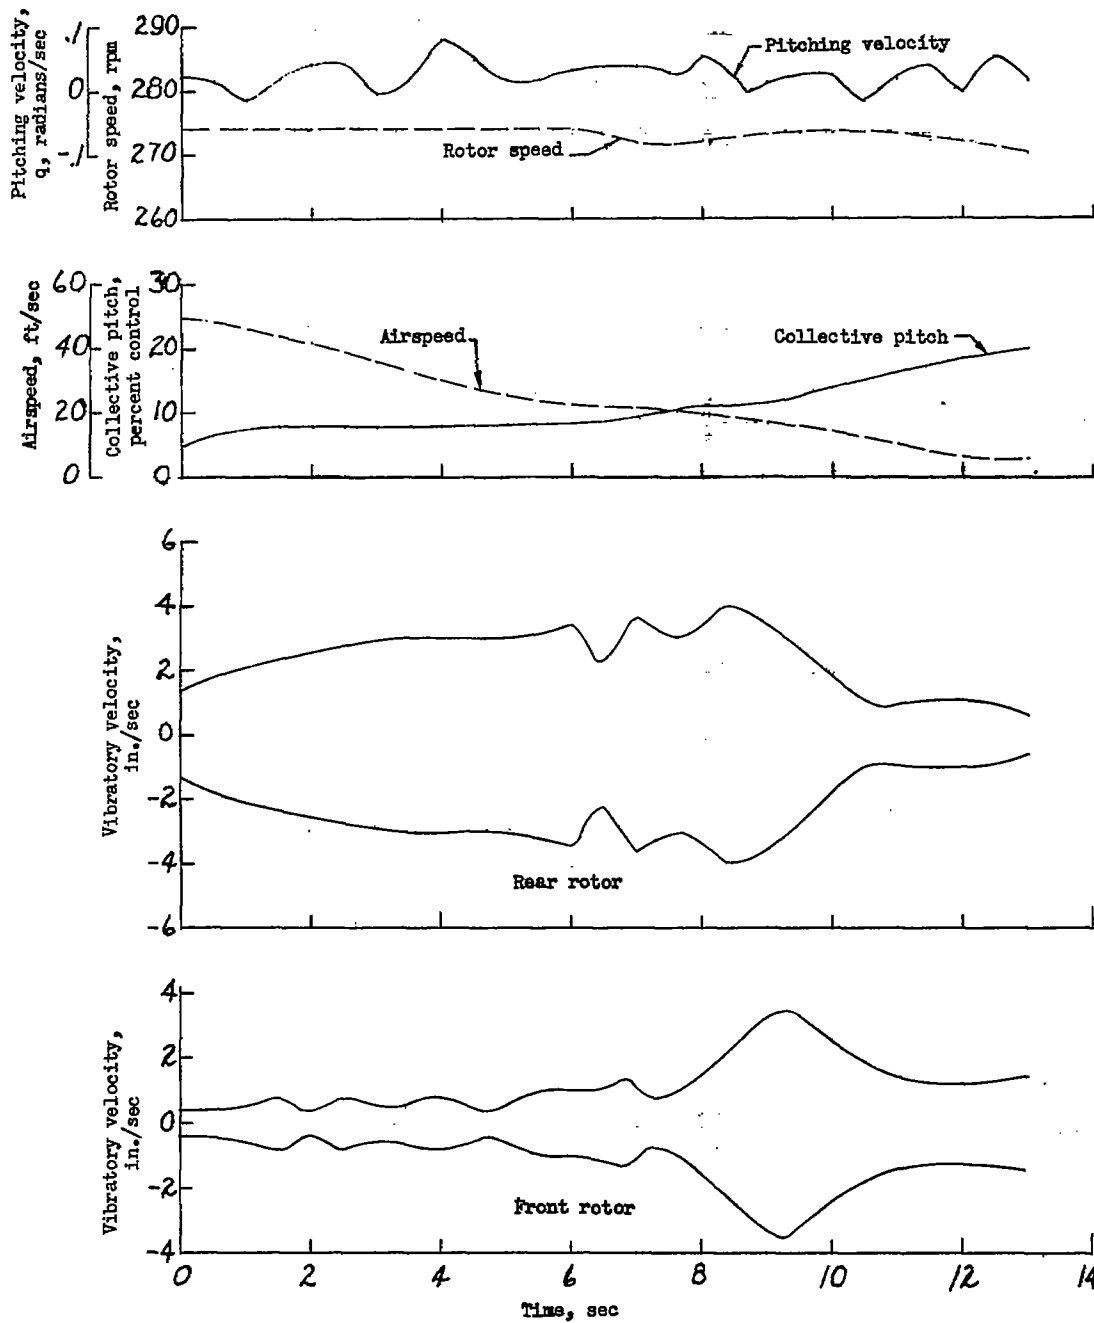 Pitching velocity,
q, radians/sec
.1
0
-.1
Rotor speed, rpm
290
280
270
260
Pitching velocity
Rotor speed
Airspeed, ft/sec
60
40
20
0
Collective pitch,
percent control
30
20
10
0
Airspeed
Collective pitch
Vibratory velocity,
in./sec
6
4
2
0
-2
-4
-6
Rear rotor
Vibratory velocity,
in./sec
4
2
0
-2
-4
Front rotor
0 2 4 6 8 10 12 14
Time, sec